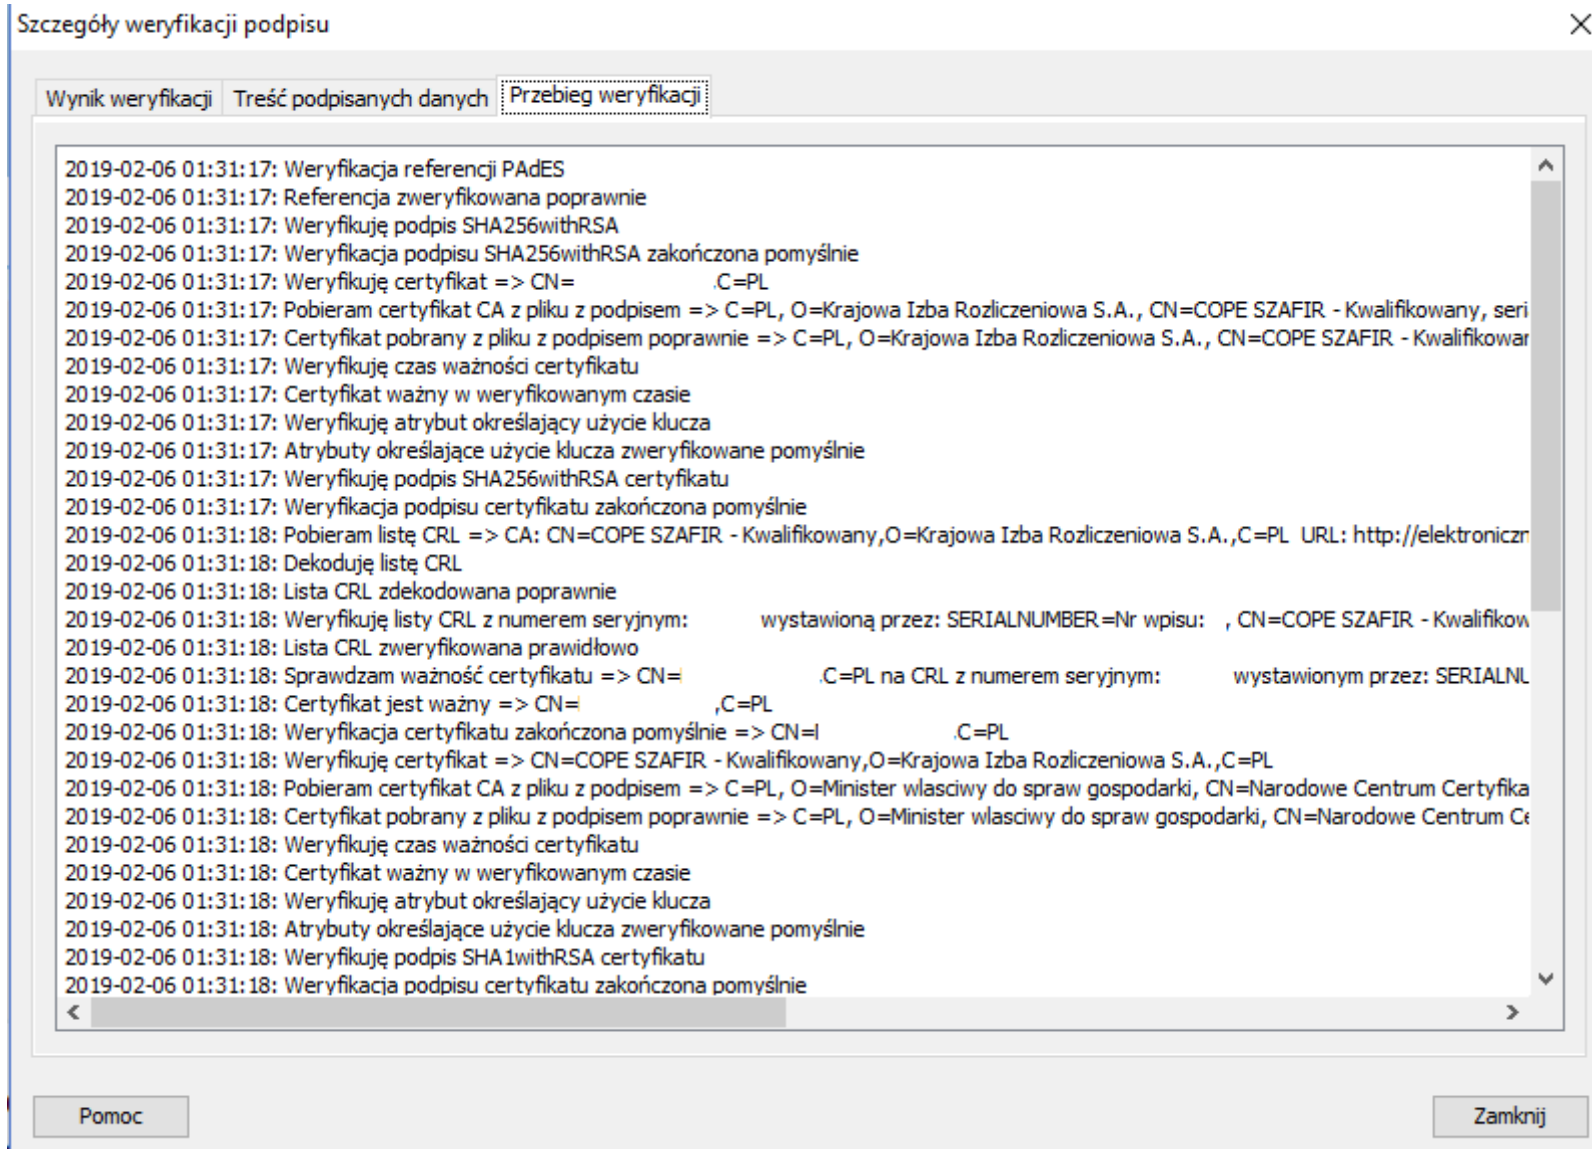 Szczegóły weryfikacji podpisu
Wynik weryfikacji Treść podpisanych danych Przebieg weryfikacji
2019-02-06 01:31:17: Weryfikacja referencji PAdES
2019-02-06 01:31:17: Referencja zweryfikowana poprawnie
2019-02-06 01:31:17: Weryfikuję podpis SHA256withRSA
2019-02-06 01:31:17: Weryfikacja podpisu SHA256withRSA zakończona pomyślnie
2019-02-06 01:31:17: Weryfikuję certyfikat => CN= .C=PL
2019-02-06 01:31:17: Pobieram certyfikat CA z pliku z podpisem => C=PL, O=Krajowa Izba Rozliczeniowa S.A., CN=COPE SZAFIR - Kwalifikowany, seri
2019-02-06 01:31:17: Certyfikat pobrany z pliku z podpisem poprawnie => C=PL, O=Krajowa Izba Rozliczeniowa S.A., CN=COPE SZAFIR - Kwalifikowar
2019-02-06 01:31:17: Weryfikuję czas ważności certyfikatu
2019-02-06 01:31:17: Certyfikat ważny w weryfikowanym czasie
2019-02-06 01:31:17: Weryfikuję atrybut określający użycie klucza
2019-02-06 01:31:17: Atrybuty określające użycie klucza zweryfikowane pomyślnie
2019-02-06 01:31:17: Weryfikuję podpis SHA256withRSA certyfikatu
2019-02-06 01:31:17: Weryfikacja podpisu certyfikatu zakończona pomyślnie
2019-02-06 01:31:18: Pobieram listę CRL => CA: CN=COPE SZAFIR - Kwalifikowany,O=Krajowa Izba Rozliczeniowa S.A.,C=PL URL: http://elektroniczn
2019-02-06 01:31:18: Dekoduję listę CRL
2019-02-06 01:31:18: Lista CRL zdekodowana poprawnie
2019-02-06 01:31:18: Weryfikuję listy CRL z numerem seryjnym: wystawioną przez: SERIALNUMBER=Nr wpisu: , CN=COPE SZAFIR - Kwalifikow
2019-02-06 01:31:18: Lista CRL zweryfikowana prawidłowo
2019-02-06 01:31:18: Sprawdzam ważność certyfikatu => CN= .C=PL na CRL z numerem seryjnym: wystawionym przez: SERIALNU
2019-02-06 01:31:18: Certyfikat jest ważny => CN= ,C=PL
2019-02-06 01:31:18: Weryfikacja certyfikatu zakończona pomyślnie => CN= .C=PL
2019-02-06 01:31:18: Weryfikuję certyfikat => CN=COPE SZAFIR - Kwalifikowany,O=Krajowa Izba Rozliczeniowa S.A.,C=PL
2019-02-06 01:31:18: Pobieram certyfikat CA z pliku z podpisem => C=PL, O=Minister wlasciwy do spraw gospodarki, CN=Narodowe Centrum Certyfika
2019-02-06 01:31:18: Certyfikat pobrany z pliku z podpisem poprawnie => C=PL, O=Minister wlasciwy do spraw gospodarki, CN=Narodowe Centrum Ce
2019-02-06 01:31:18: Weryfikuję czas ważności certyfikatu
2019-02-06 01:31:18: Certyfikat ważny w weryfikowanym czasie
2019-02-06 01:31:18: Weryfikuję atrybut określający użycie klucza
2019-02-06 01:31:18: Atrybuty określające użycie klucza zweryfikowane pomyślnie
2019-02-06 01:31:18: Weryfikuję podpis SHA1withRSA certyfikatu
2019-02-06 01:31:18: Weryfikacja podpisu certyfikatu zakończona pomyślnie
Pomoc Zamknij